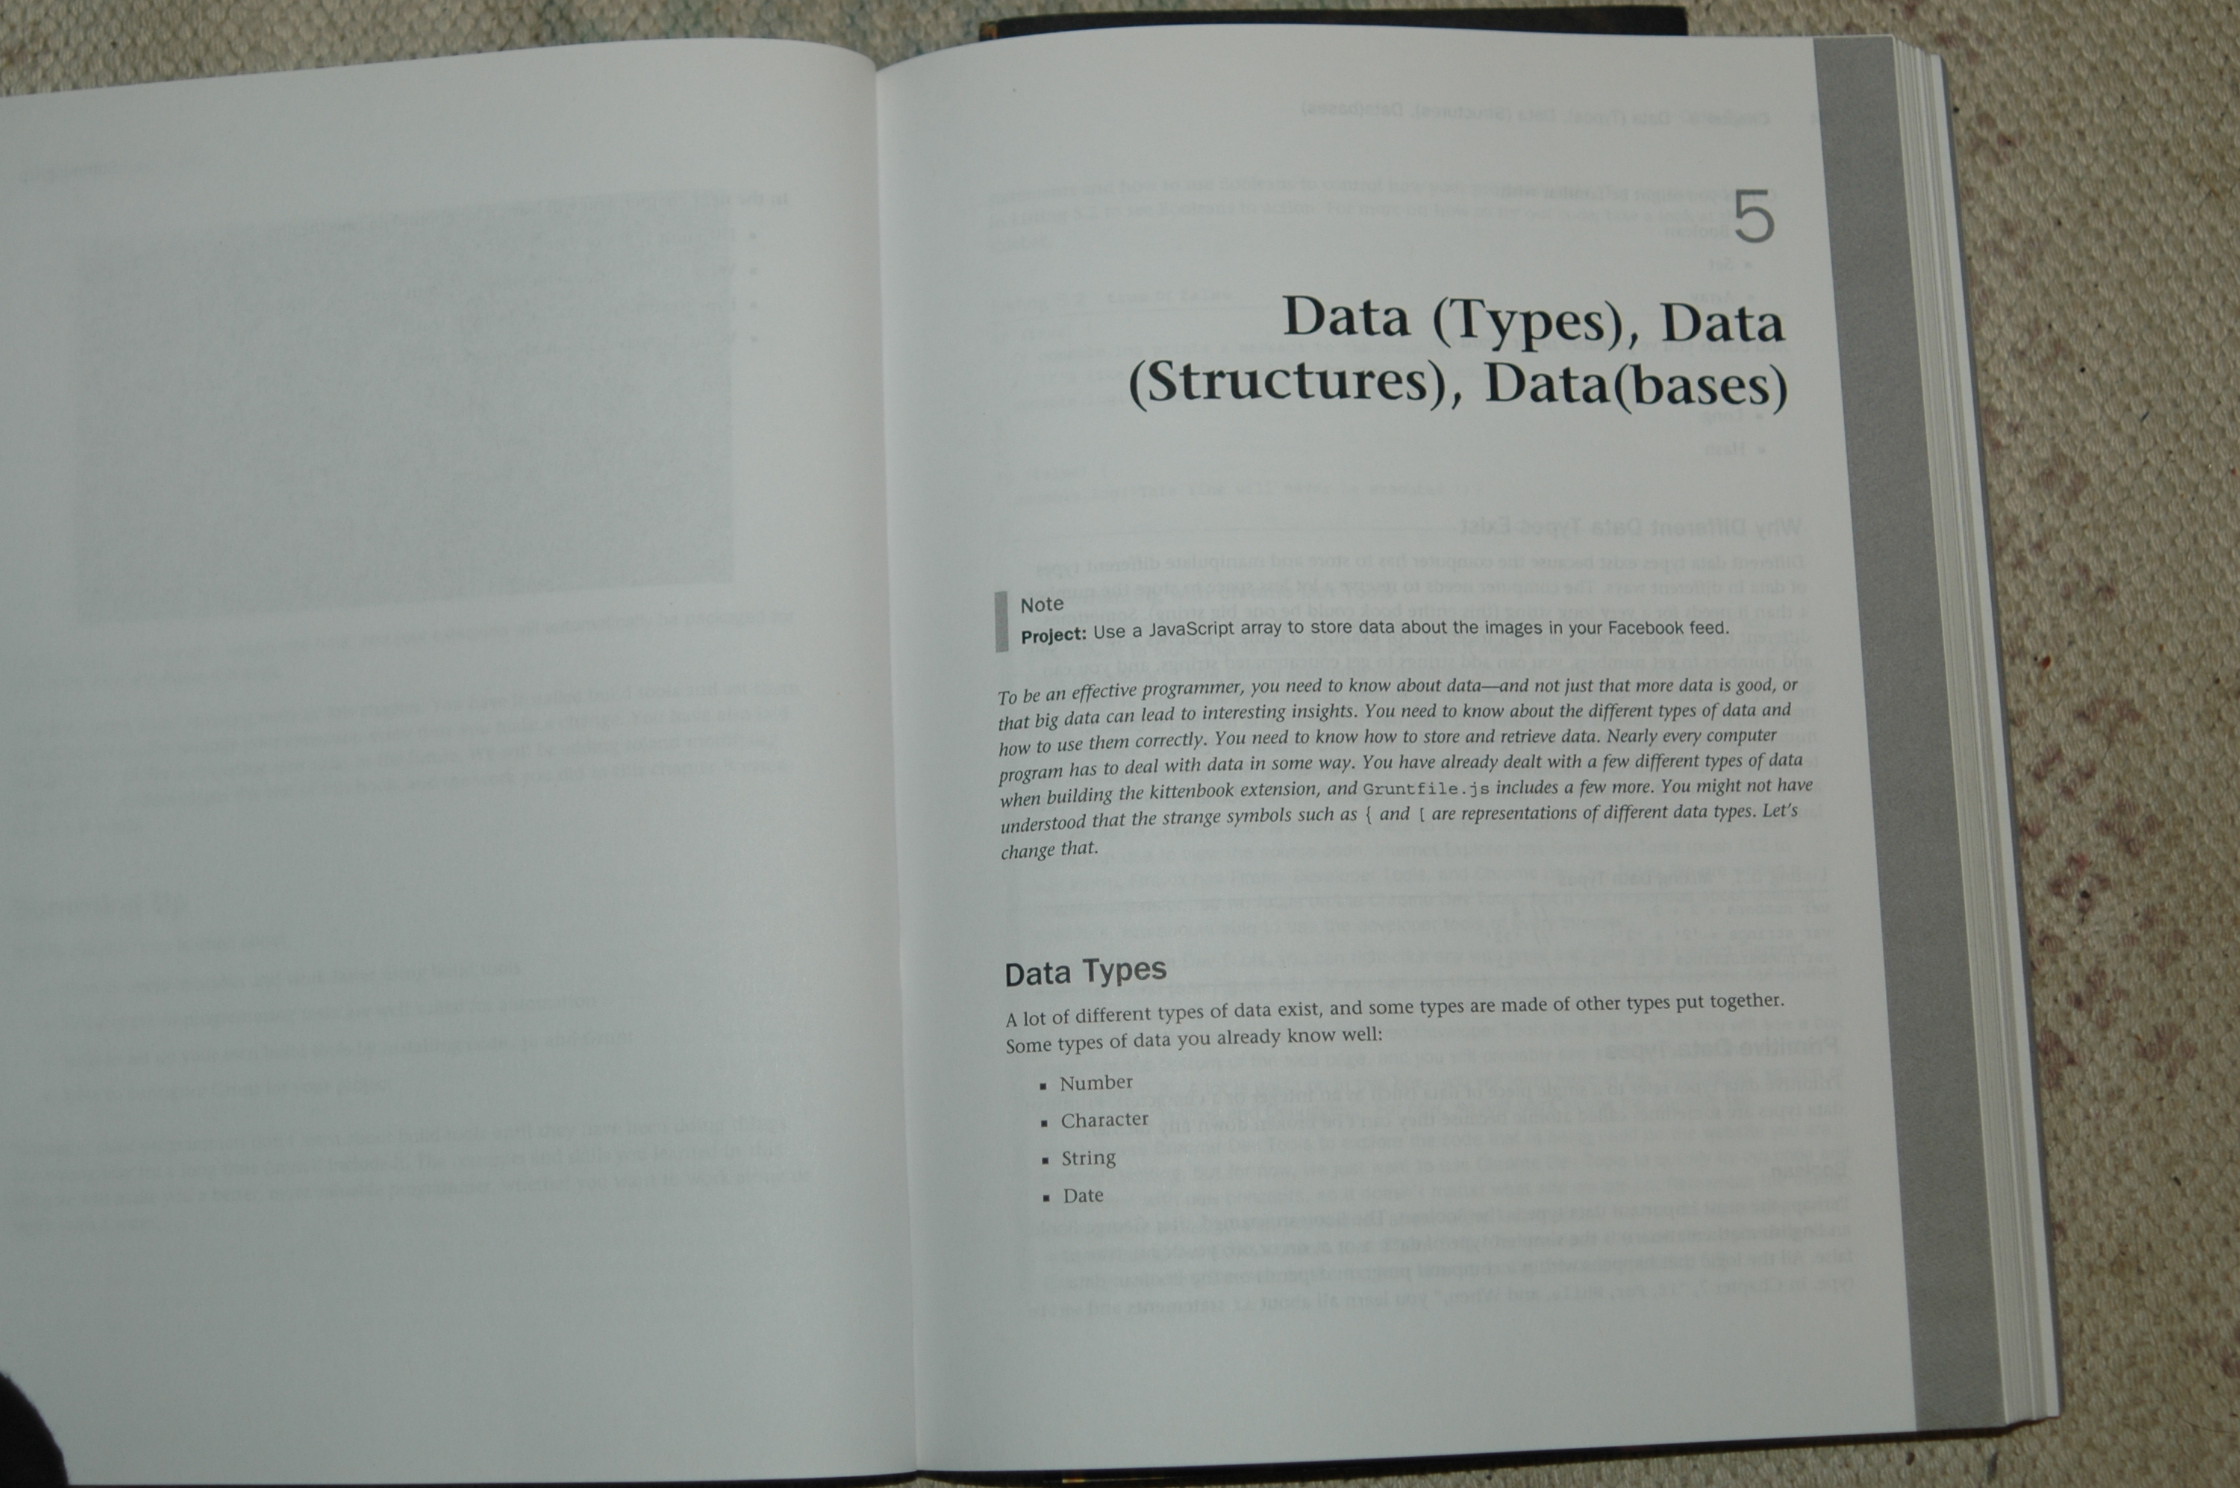 5
Data (Types), Data
(Structures), Data(bases)
Note
Project: Use a JavaScript array to store data about the images in your Facebook feed.
To be an effective programmer, you need to know about data—and not just that more data is good, or
that big data can lead to interesting insights. You need to know about the different types of data and
how to use them correctly. You need to know how to store and retrieve data. Nearly every computer
program has to deal with data in some way. You have already dealt with a few different types of data
when building the kittenbook extension, and Gruntfile.js includes a few more. You might not have
understood that the strange symbols such as { and [ are representations of different data types. Let's
change that.
Data Types
A lot of different types of data exist, and some types are made of other types put together.
Some types of data you already know well:
▪ Number
▪ Character
▪ String
▪ Date